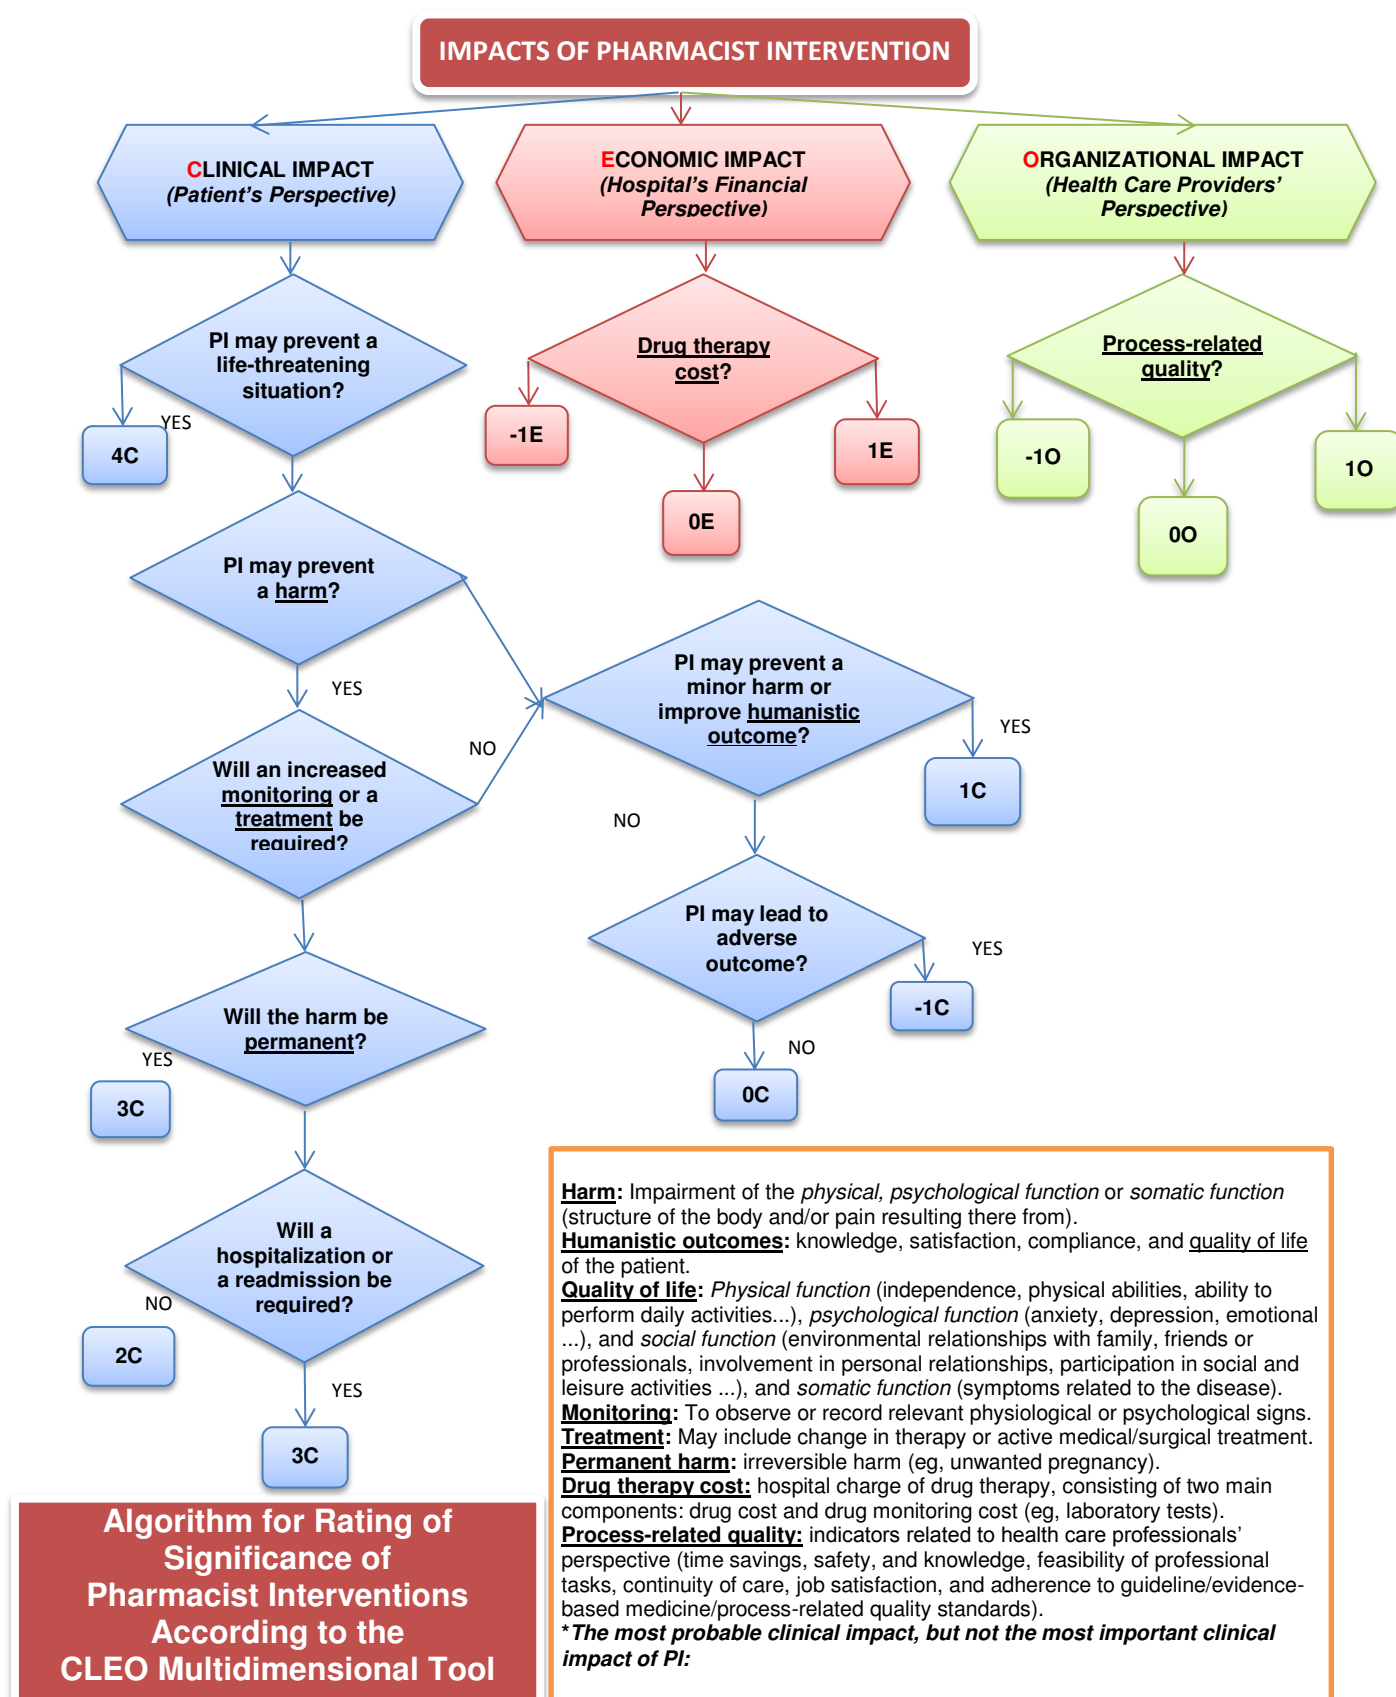 IMPACTS OF PHARMACIST INTERVENTION
CLINICAL IMPACT
(Patient's Perspective)
ECONOMIC IMPACT
(Hospital's Financial
Perspective)
ORGANIZATIONAL IMPACT
(Health Care Providers'
Perspective)
PI may prevent a
life-threatening
situation?
YES
4C
Drug therapy
cost?
-1E
0E
1E
Process-related
quality?
-1O
0O
1O
PI may prevent
a harm?
YES
NO
Will an increased
monitoring or a
treatment be
required?
PI may prevent a
minor harm or
improve humanistic
outcome?
YES
1C
NO
PI may lead to
adverse
outcome?
YES
-1C
NO
0C
Will the harm be
permanent?
YES
3C
Will a
hospitalization or
a readmission be
required?
NO
2C
YES
3C
Harm: Impairment of the physical, psychological function or somatic function
(structure of the body and/or pain resulting there from).
Humanistic outcomes: knowledge, satisfaction, compliance, and quality of life
of the patient.
Quality of life: Physical function (independence, physical abilities, ability to
perform daily activities...), psychological function (anxiety, depression, emotional
...), and social function (environmental relationships with family, friends or
professionals, involvement in personal relationships, participation in social and
leisure activities ...), and somatic function (symptoms related to the disease).
Monitoring: To observe or record relevant physiological or psychological signs.
Treatment: May include change in therapy or active medical/surgical treatment.
Permanent harm: irreversible harm (eg, unwanted pregnancy).
Drug therapy cost: hospital charge of drug therapy, consisting of two main
components: drug cost and drug monitoring cost (eg, laboratory tests).
Process-related quality: indicators related to health care professionals'
perspective (time savings, safety, and knowledge, feasibility of professional
tasks, continuity of care, job satisfaction, and adherence to guideline/evidence-
based medicine/process-related quality standards).
*The most probable clinical impact, but not the most important clinical
impact of PI:
Algorithm for Rating of
Significance of
Pharmacist Interventions
According to the
CLEO Multidimensional Tool